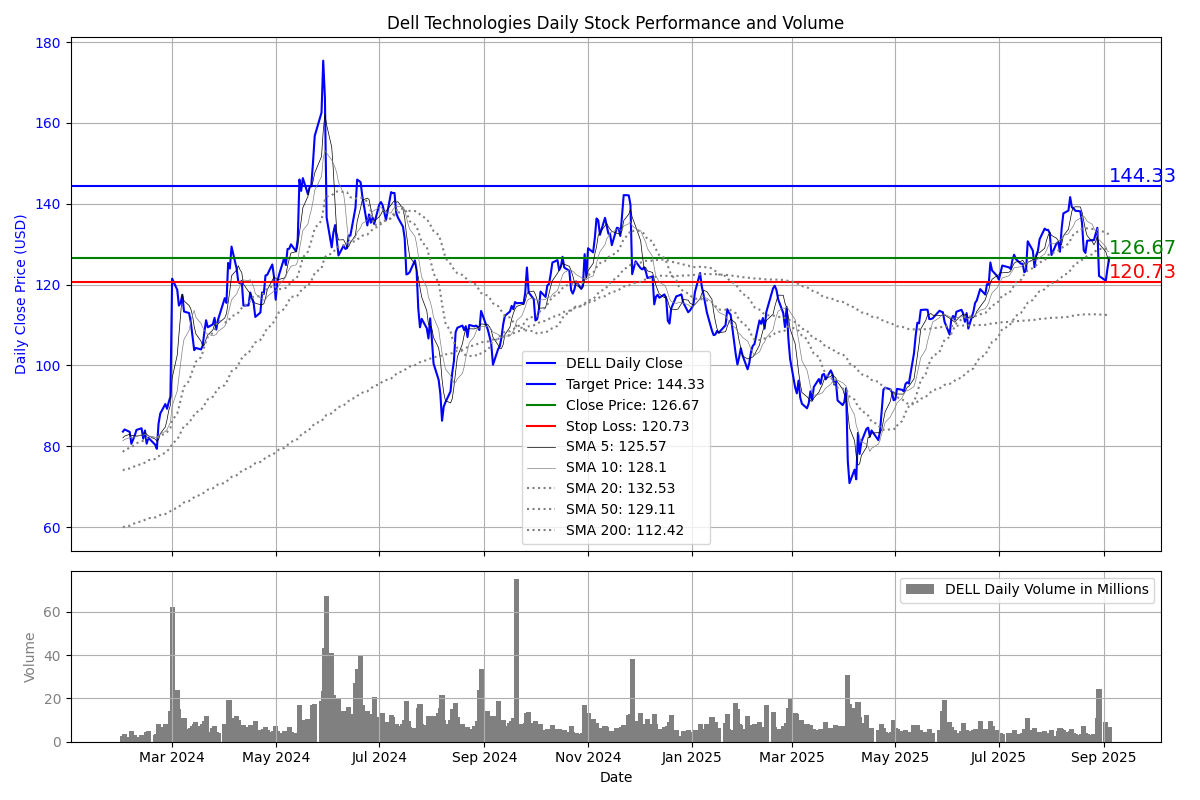 Dell Technologies Daily Stock Performance and Volume
Daily Close Price (USD)
180
160
140
120
100
80
60
144.33
126.67
120.73
DELL Daily Close
Target Price: 144.33
Close Price: 126.67
Stop Loss: 120.73
SMA 5: 125.57
SMA 10: 128.1
SMA 20: 132.53
SMA 50: 129.11
SMA 200: 112.42
Volume
60
40
20
0
DELL Daily Volume in Millions
Mar 2024
May 2024
Jul 2024
Sep 2024
Nov 2024
Jan 2025
Mar 2025
May 2025
Jul 2025
Sep 2025
Date